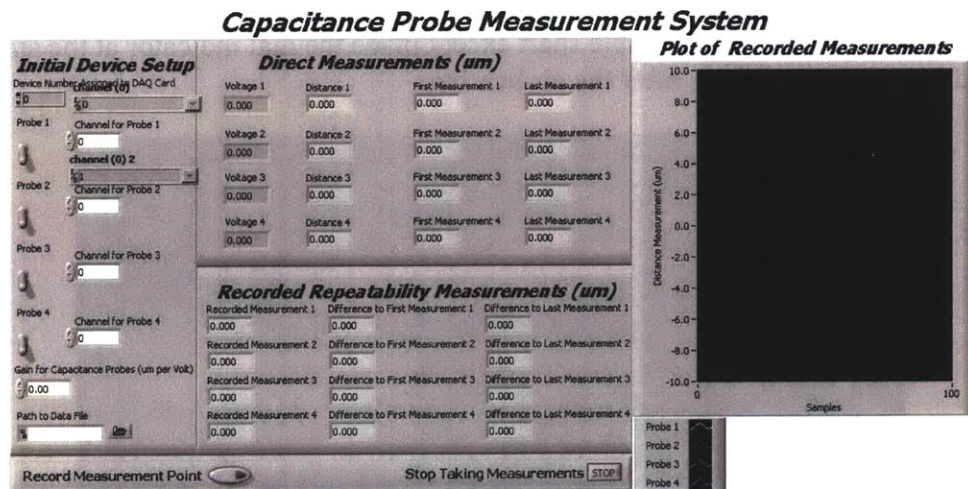 Capacitance Probe Measurement System
Initial Device Setup
Device Number Assigned to DAQ Card
0
channel (0)
0
Probe 1
Channel for Probe 1
0
channel (0) 2
1
Probe 2
Channel for Probe 2
0
Probe 3
Channel for Probe 3
0
Probe 4
Channel for Probe 4
0
Gain for Capacitance Probes (um per Volt)
0.00
Path to Data File
Direct Measurements (um)
Voltage 1 Distance 1 First Measurement 1 Last Measurement 1
0.000 0.000 0.000 0.000
Voltage 2 Distance 2 First Measurement 2 Last Measurement 2
0.000 0.000 0.000 0.000
Voltage 3 Distance 3 First Measurement 3 Last Measurement 3
0.000 0.000 0.000 0.000
Voltage 4 Distance 4 First Measurement 4 Last Measurement 4
0.000 0.000 0.000 0.000
Recorded Repeatability Measurements (um)
Recorded Measurement 1 Difference to First Measurement 1 Difference to Last Measurement 1
0.000 0.000 0.000
Recorded Measurement 2 Difference to First Measurement 2 Difference to Last Measurement 2
0.000 0.000 0.000
Recorded Measurement 3 Difference to First Measurement 3 Difference to Last Measurement 3
0.000 0.000 0.000
Recorded Measurement 4 Difference to First Measurement 4 Difference to Last Measurement 4
0.000 0.000 0.000
Record Measurement Point
Stop Taking Measurements STOP
Plot of Recorded Measurements
Distance Measurement (um)
10.0
8.0
6.0
4.0
2.0
0.0
-2.0
-4.0
-6.0
-8.0
-10.0
0 100
Samples
Probe 1
Probe 2
Probe 3
Probe 4